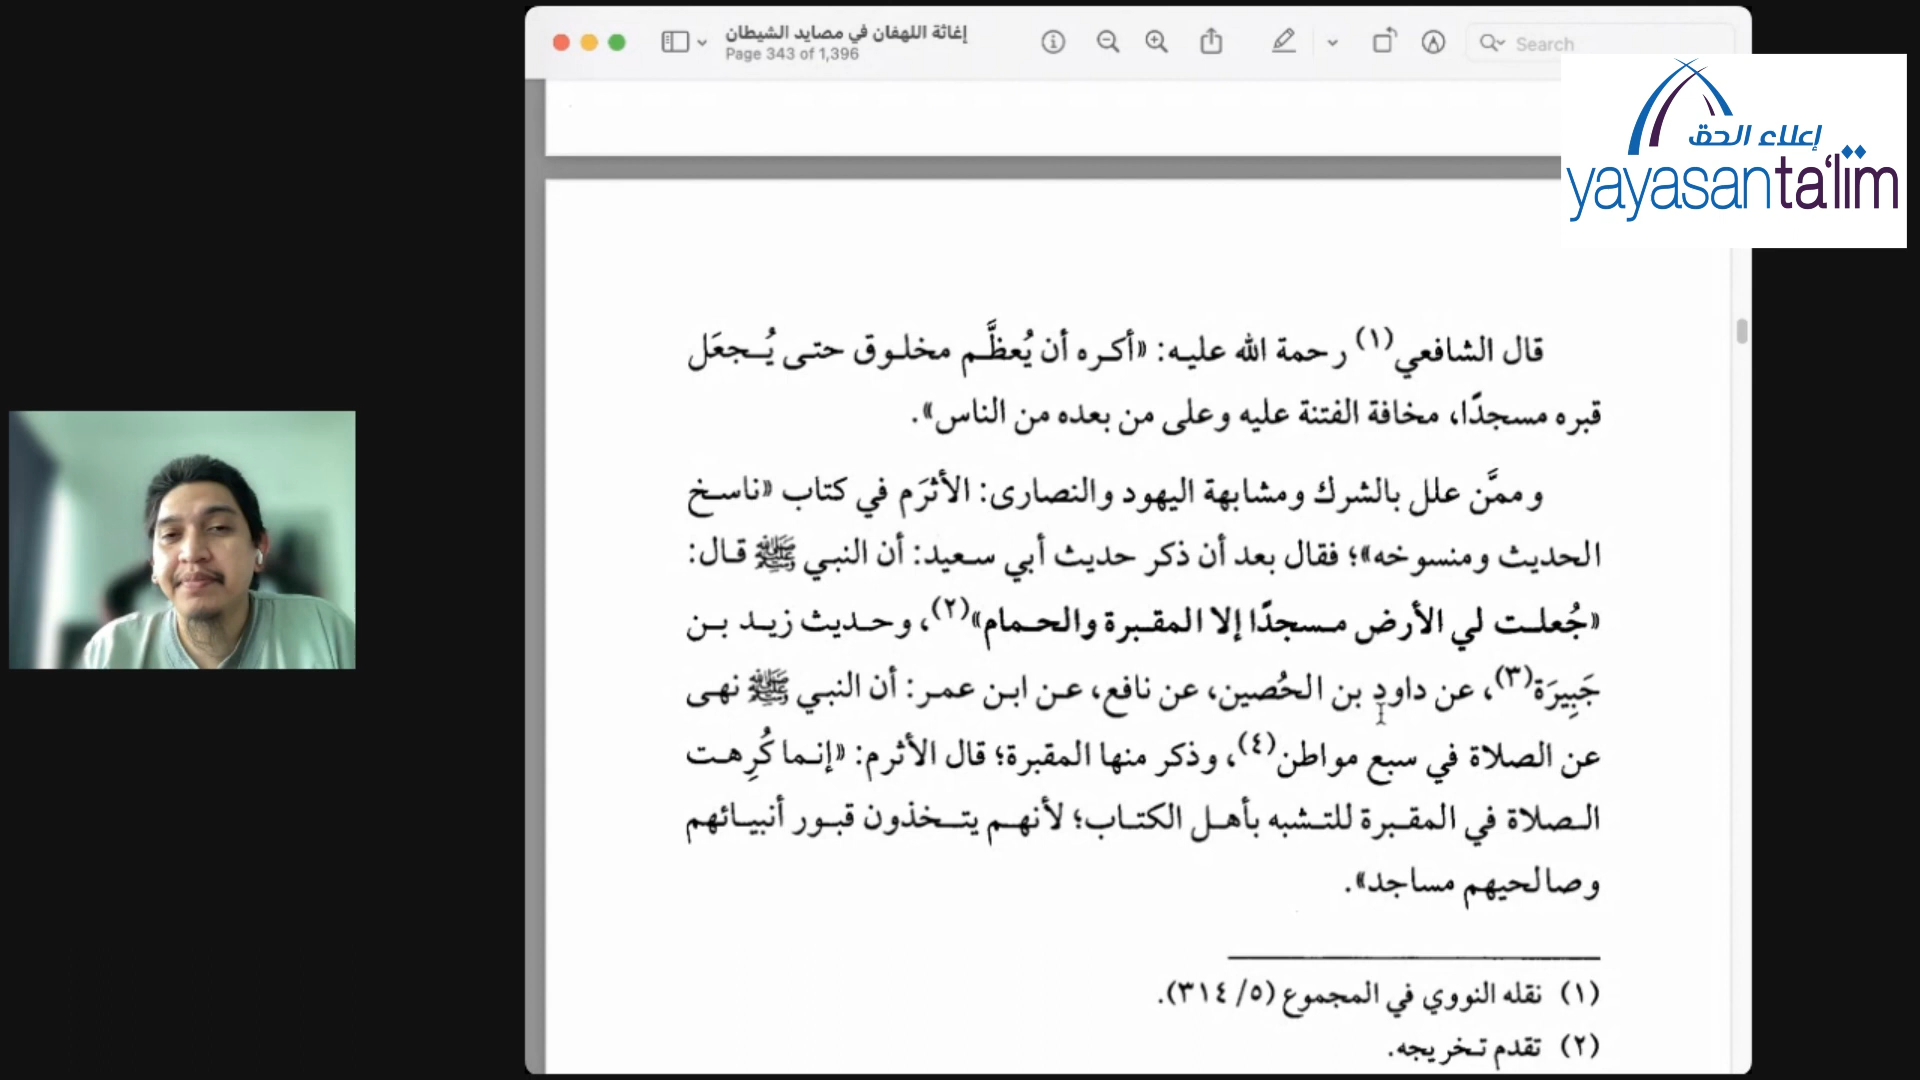 إغاثة اللهفان في مصايد الشيطان
Page 343 of 1,396
Search
إعلاء الحق
yayasanta'lim
قال الشافعي(١) رحمة الله عليه: «أكره أن يُعظَّم مخلوق حتى يُجعَل
قبره مسجدًا، مخافة الفتنة عليه وعلى من بعده من الناس».
وممَّن علل بالشرك ومشابهة اليهود والنصارى: الأثرَم في كتاب «ناسخ
الحديث ومنسوخه»؛ فقال بعد أن ذكر حديث أبي سعيد: أن النبي ﷺ قال:
«جُعلت لي الأرض مسجدًا إلا المقبرة والحمام»(٢)، وحديث زيد بن
جَبِيرَة(٣)، عن داود بن الحُصين، عن نافع، عن ابن عمر: أن النبي ﷺ نهى
عن الصلاة في سبع مواطن(٤)، وذكر منها المقبرة؛ قال الأثرم: «إنما كُرِهت
الصلاة في المقبرة للتشبه بأهل الكتاب؛ لأنهم يتخذون قبور أنبيائهم
وصالحيهم مساجد».
(١) نقله النووي في المجموع (٥/ ٣١٤).
(٢) تقدم تخريجه.